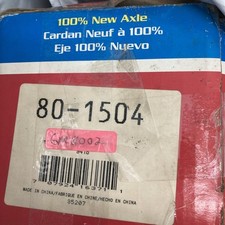 100% New Axle
Cardan Neuf à 100%
Eje 100% Nuevo
80-1504
MADE IN CHINA/FABRIQUE EN CHINE/HECHO EN CHINA
05207